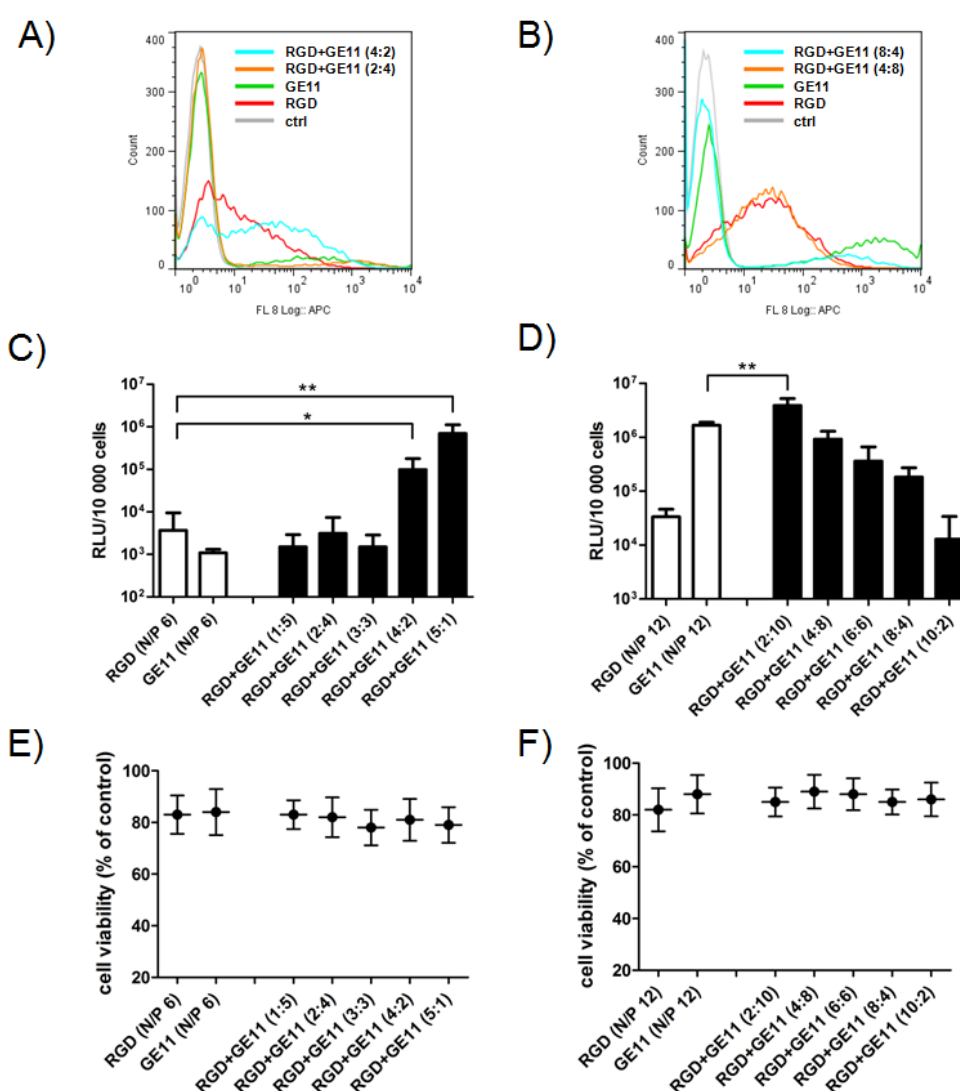 A)
400
300
200
100
0
Count
RGD+GE11 (4:2)
RGD+GE11 (2:4)
GE11
RGD
ctrl
10^0
10^1
10^2
10^3
10^4
FL 8 Log:: APC
B)
400
300
200
100
0
Count
RGD+GE11 (8:4)
RGD+GE11 (4:8)
GE11
RGD
ctrl
10^0
10^1
10^2
10^3
10^4
FL 8 Log:: APC
C)
RLU/10 000 cells
10^7
10^6
10^5
10^4
10^3
10^2
**
*
RGD (N/P 6)
GE11 (N/P 6)
RGD+GE11 (1:5)
RGD+GE11 (2:4)
RGD+GE11 (3:3)
RGD+GE11 (4:2)
RGD+GE11 (5:1)
D)
RLU/10 000 cells
10^7
10^6
10^5
10^4
10^3
**
RGD (N/P 12)
GE11 (N/P 12)
RGD+GE11 (2:10)
RGD+GE11 (4:8)
RGD+GE11 (6:6)
RGD+GE11 (8:4)
RGD+GE11 (10:2)
E)
cell viability (% of control)
100
80
60
40
20
RGD (N/P 6)
GE11 (N/P 6)
RGD+GE11 (1:5)
RGD+GE11 (2:4)
RGD+GE11 (3:3)
RGD+GE11 (4:2)
RGD+GE11 (5:1)
F)
cell viability (% of control)
100
80
60
40
20
RGD (N/P 12)
GE11 (N/P 12)
RGD+GE11 (2:10)
RGD+GE11 (4:8)
RGD+GE11 (6:6)
RGD+GE11 (8:4)
RGD+GE11 (10:2)